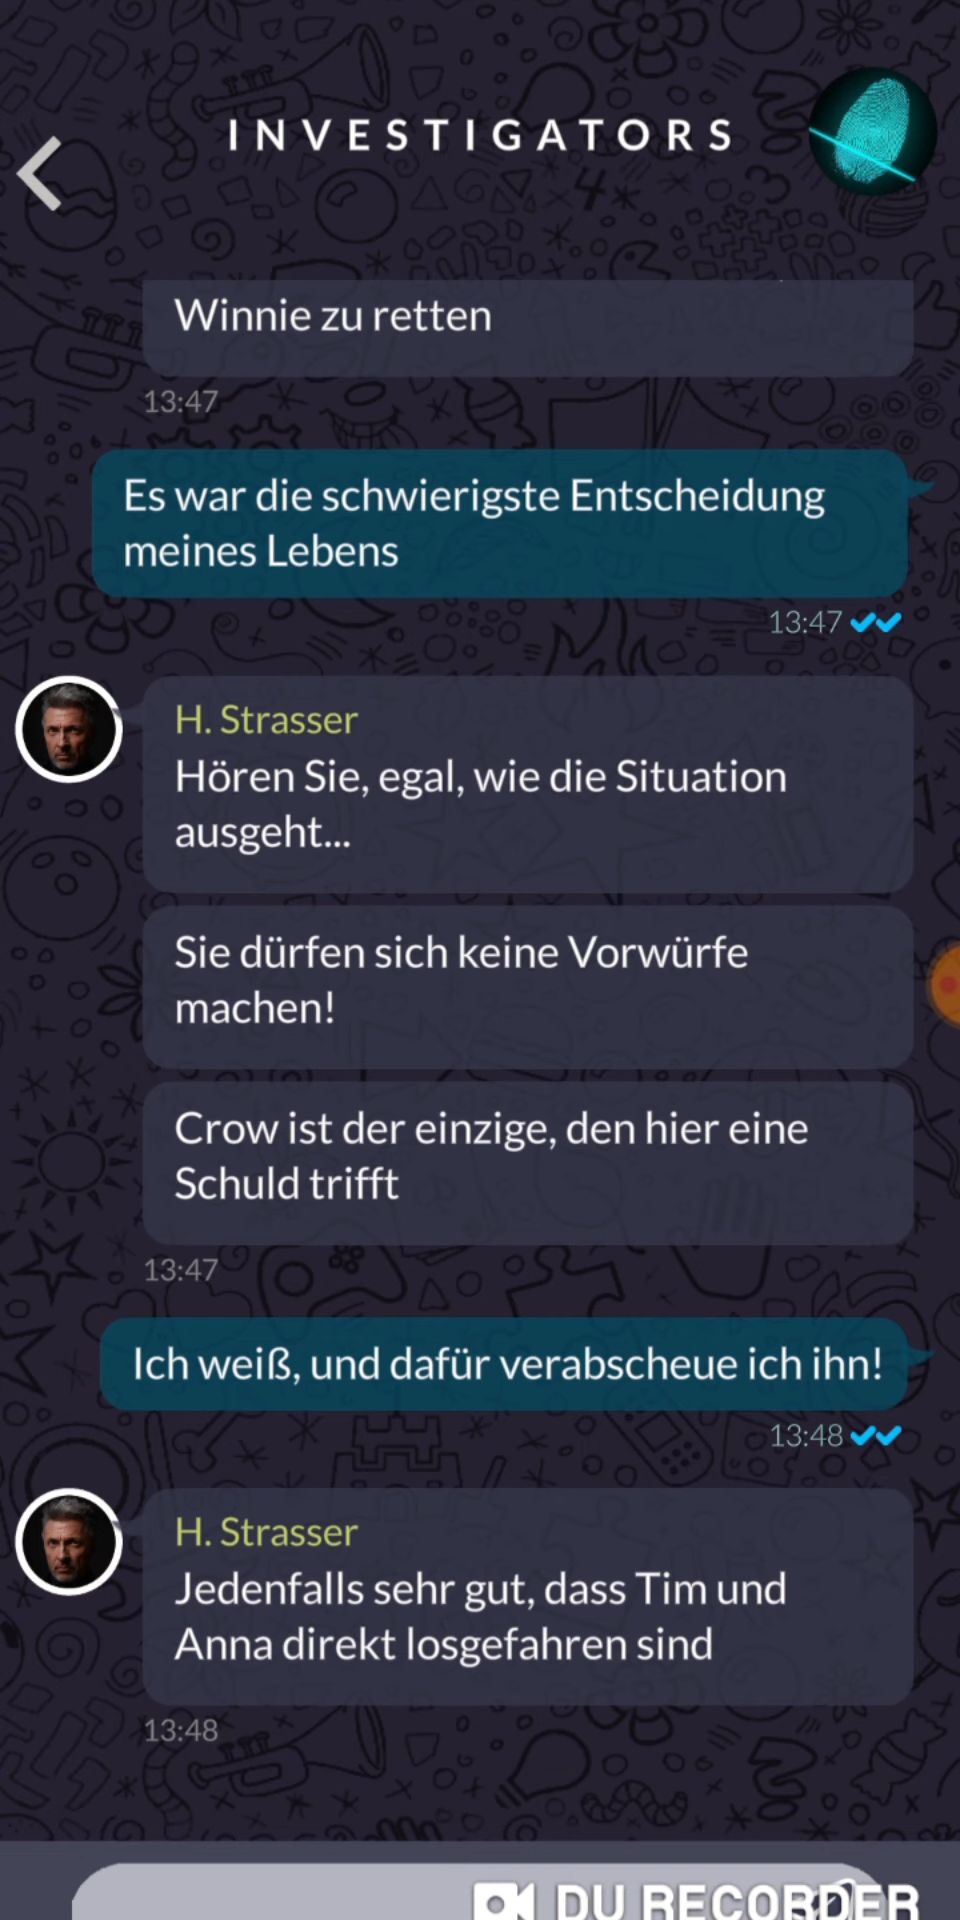 INVESTIGATORS
Winnie zu retten
13:47
Es war die schwierigste Entscheidung
meines Lebens
13:47
H. Strasser
Hören Sie, egal, wie die Situation
ausgeht...
Sie dürfen sich keine Vorwürfe
machen!
Crow ist der einzige, den hier eine
Schuld trifft
13:47
Ich weiß, und dafür verabscheue ich ihn!
13:48
H. Strasser
Jedenfalls sehr gut, dass Tim und
Anna direkt losgefahren sind
13:48
DU RECORDER